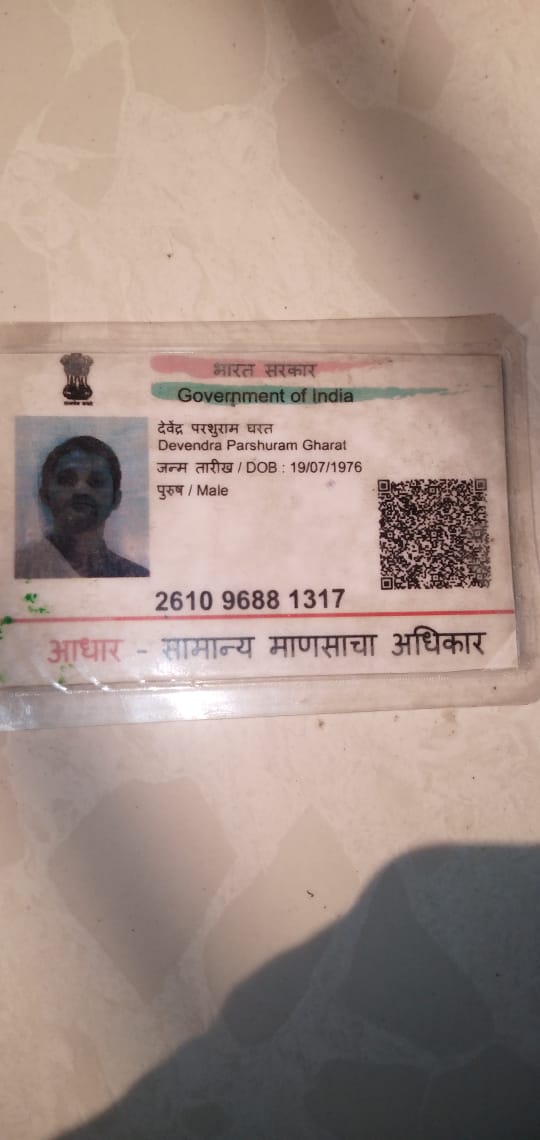 भारत सरकार
Government of India
देवेंद्र परशुराम घरत
Devendra Parshuram Gharat
जन्म तारीख / DOB : 19/07/1976
पुरुष / Male
2610 9688 1317
आधार - सामान्य माणसाचा अधिकार